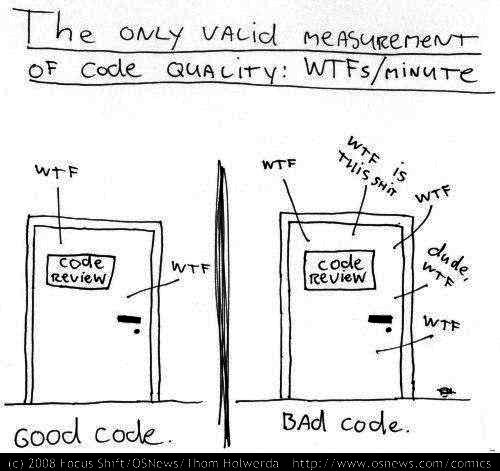 The ONLY VALID MEASUREMENT
OF Code QUALITY: WTFs/MINUTE
WTF
code
REVIEW
WTF
GOOD code.
WTF
WTF is
THIS SHIT
WTF
code
REVIEW
dude,
WTF
WTF
BAd code.
(c) 2008 Focus Shift/OSNews/Thom Holwerda - http://www.osnews.com/comics